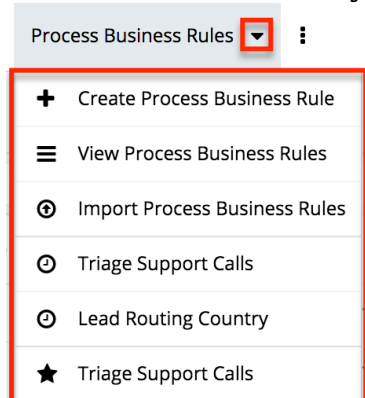 Process Business Rules
Create Process Business Rule
View Process Business Rules
Import Process Business Rules
Triage Support Calls
Lead Routing Country
Triage Support Calls